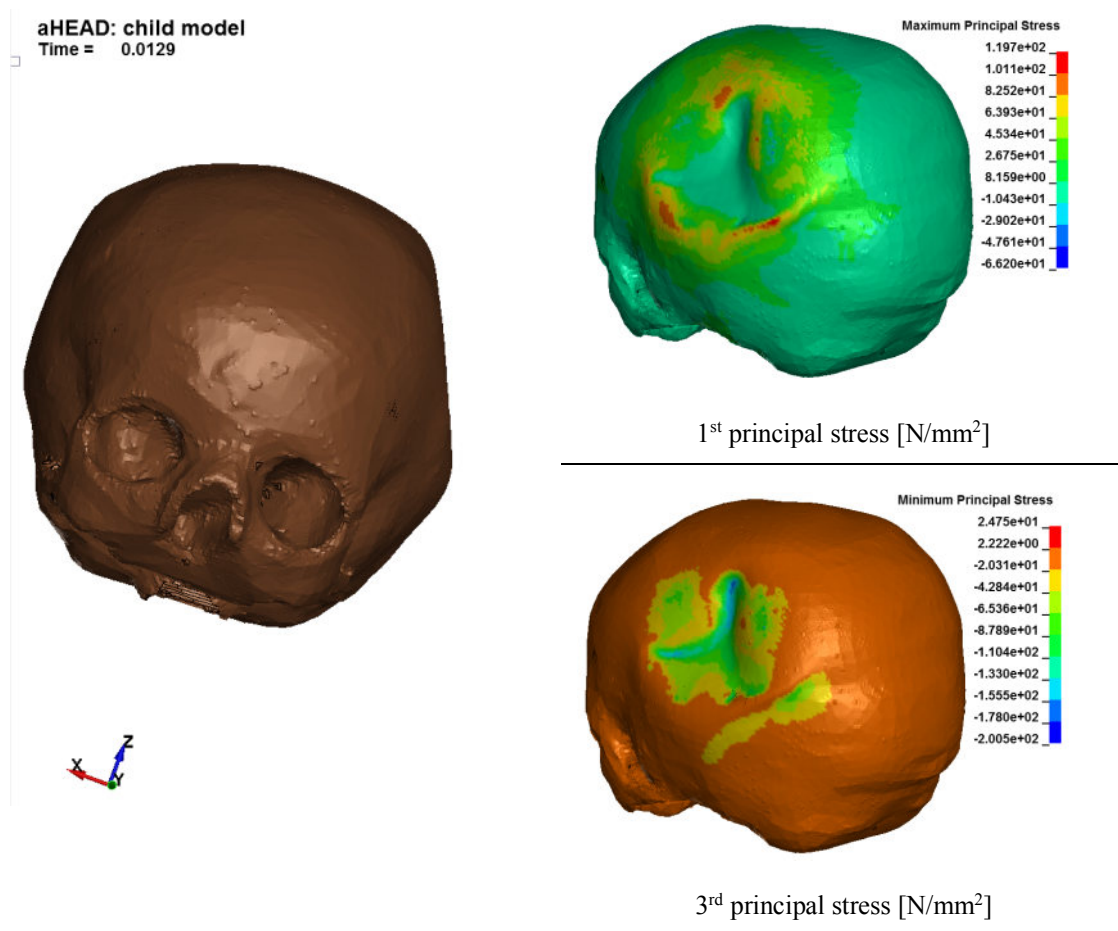 aHEAD: child model
Time = 0.0129
Z
X
Y
Maximum Principal Stress
1.197e+02
1.011e+02
8.252e+01
6.393e+01
4.534e+01
2.675e+01
8.159e+00
-1.043e+01
-2.902e+01
-4.761e+01
-6.620e+01
1st principal stress [N/mm2]
Minimum Principal Stress
2.475e+01
2.222e+00
-2.031e+01
-4.284e+01
-6.536e+01
-8.789e+01
-1.104e+02
-1.330e+02
-1.555e+02
-1.780e+02
-2.005e+02
3rd principal stress [N/mm2]